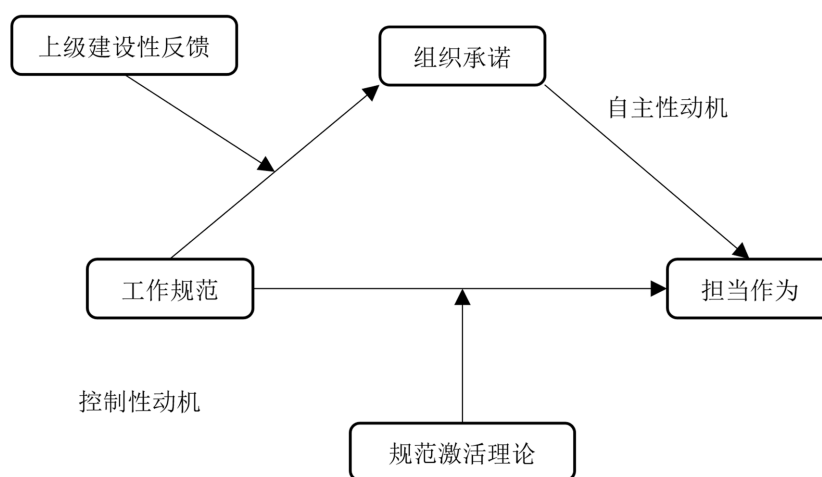 上级建设性反馈
组织承诺
自主性动机
工作规范
担当作为
控制性动机
规范激活理论